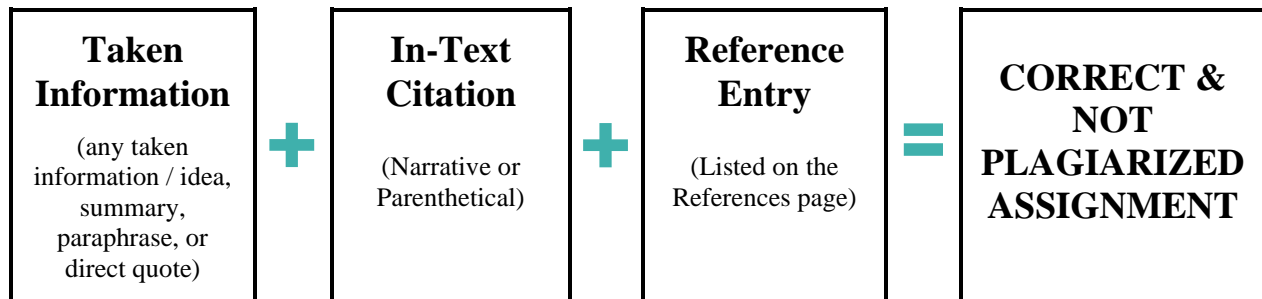 Taken
Information
(any taken
information / idea,
summary,
paraphrase, or
direct quote)
+
In-Text
Citation
(Narrative or
Parenthetical)
+
Reference
Entry
(Listed on the
References page)
=
CORRECT &
NOT
PLAGIARIZED
ASSIGNMENT